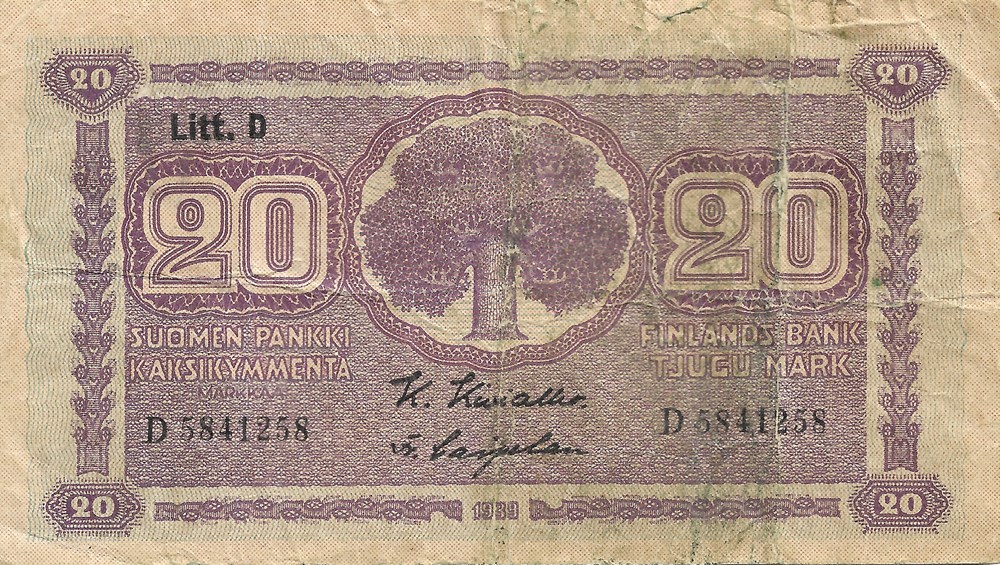 20 20
Litt. D
20 20
SUOMEN PANKKI
KAKSIKYMMENTA
MARKKAA
FINLANDS BANK
TJUGU MARK
D 5841258 D 5841258
20 1939 20